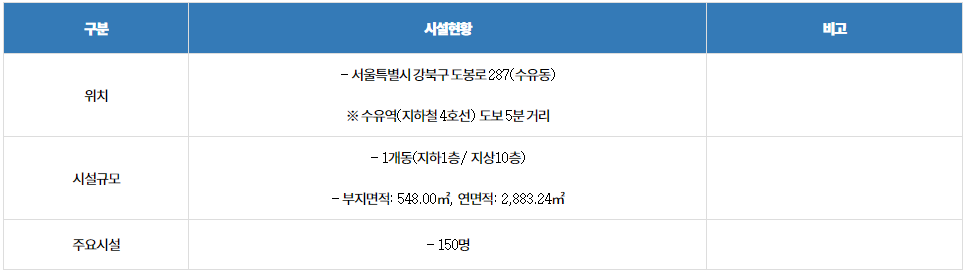 구분 시설현황 비고
위치
- 서울특별시 강북구 도봉로 287(수유동)
※ 수유역(지하철 4호선) 도보 5분 거리
시설규모
- 1개동(지하1층 / 지상10층)
- 부지면적: 548.00㎡, 연면적: 2,883.24㎡
주요시설 - 150명